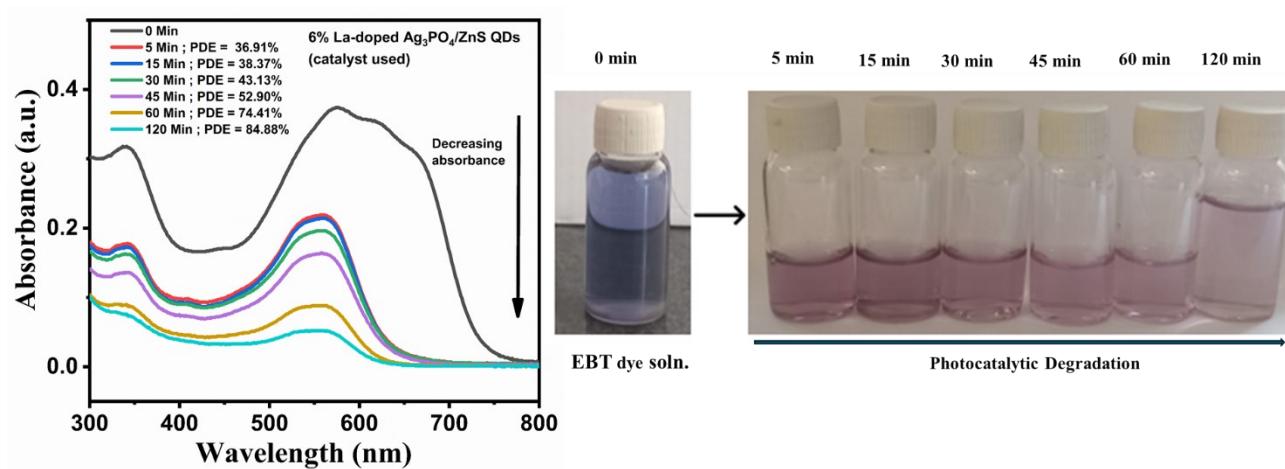 0 Min
5 Min ; PDE = 36.91%
15 Min ; PDE = 38.37%
30 Min ; PDE = 43.13%
45 Min ; PDE = 52.90%
60 Min ; PDE = 74.41%
120 Min ; PDE = 84.88%
6% La-doped Ag₃PO₄/ZnS QDs
(catalyst used)
Decreasing
absorbance
Absorbance (a.u.)
0.4
0.2
0.0
300 400 500 600 700 800
Wavelength (nm)
0 min
5 min 15 min 30 min 45 min 60 min 120 min
EBT dye soln.
Photocatalytic Degradation